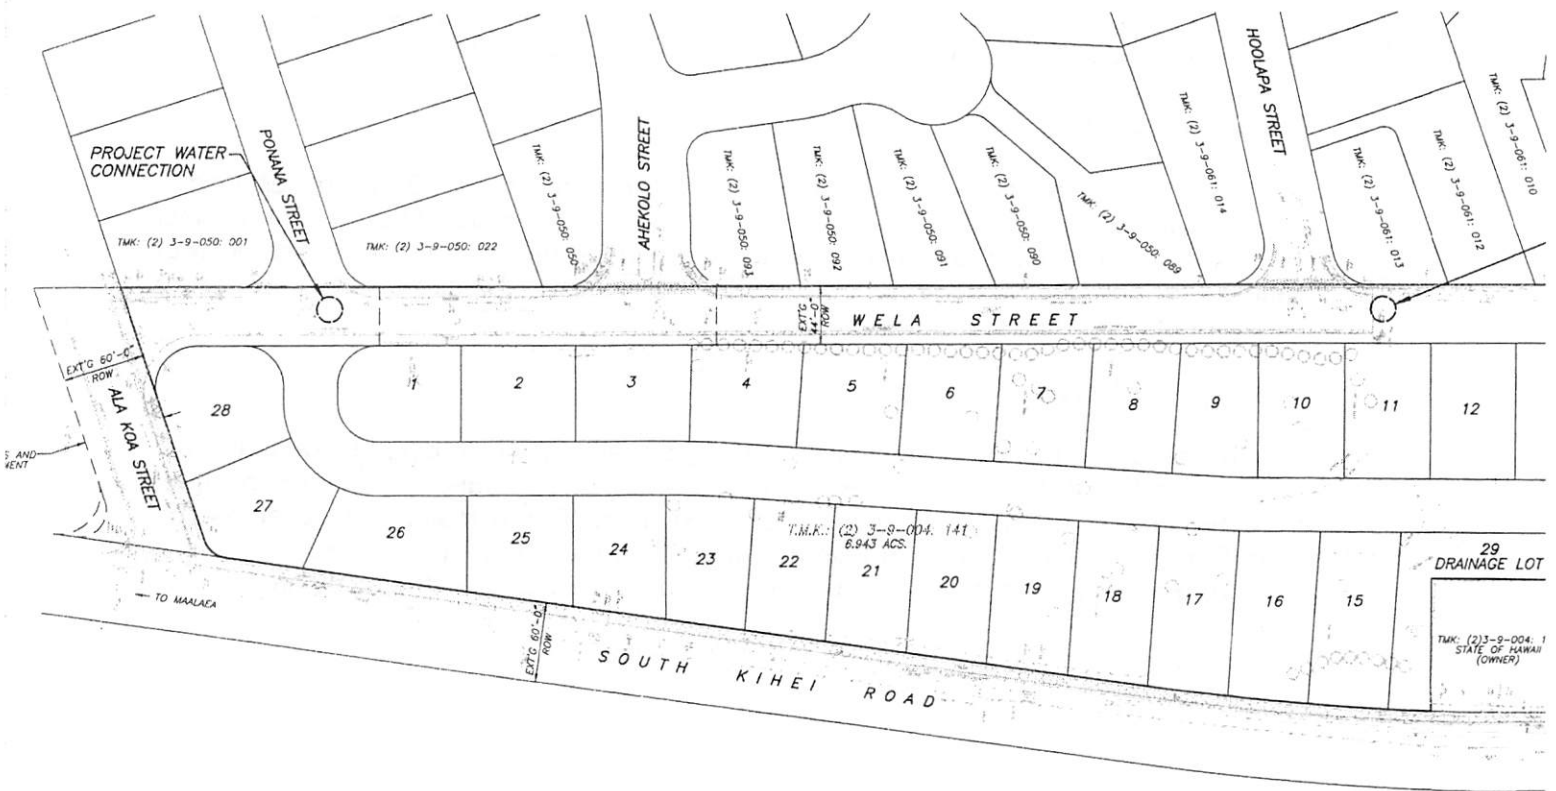 PROJECT WATER
CONNECTION
PONANA STREET
AHEKOLO STREET
HOOLAPA STREET
TMK: (2) 3-9-050: 001
TMK: (2) 3-9-050: 022
TMK: (2) 3-9-050: 050
TMK: (2) 3-9-050: 093
TMK: (2) 3-9-050: 092
TMK: (2) 3-9-050: 091
TMK: (2) 3-9-050: 090
TMK: (2) 3-9-050: 089
TMK: (2) 3-9-061: 014
TMK: (2) 3-9-061: 013
TMK: (2) 3-9-061: 012
TMK: (2) 3-9-061: 010
EXT'G
44'-0"
ROW
WELA STREET
EXT'G 60'-0"
ROW
ALA KOA STREET
S AND
MENT
28
1
2
3
4
5
6
7
8
9
10
11
12
27
26
25
24
23
22
21
20
19
18
17
16
15
T.M.K.: (2) 3-9-004: 141
6.943 ACS.
29
DRAINAGE LOT
TMK: (2)3-9-004: 1
STATE OF HAWAII
(OWNER)
TO MAALAEA
EXT'G 60'-0"
ROW
SOUTH KIHEI ROAD